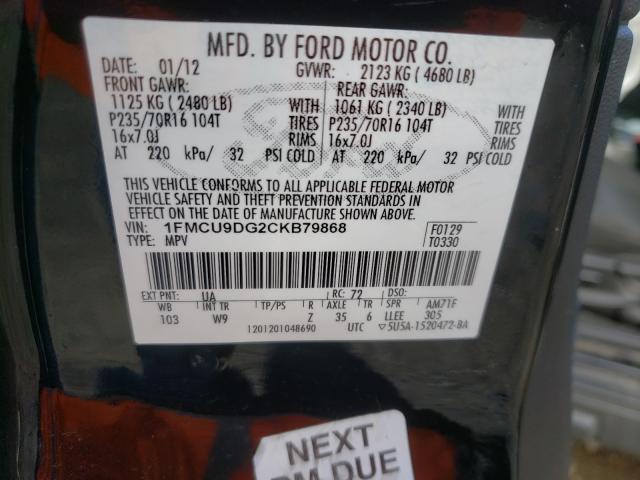 MFD. BY FORD MOTOR CO.
DATE: 01/12 GVWR: 2123 KG ( 4680 LB)
FRONT GAWR: REAR GAWR:
1125 KG ( 2480 LB) WITH 1061 KG ( 2340 LB) WITH
P235/70R16 104T TIRES P235/70R16 104T TIRES
16x7.0J RIMS 16x7.0J RIMS
AT 220 kPa/ 32 PSI COLD AT 220 kPa/ 32 PSI COLD
Ford
THIS VEHICLE CONFORMS TO ALL APPLICABLE FEDERAL MOTOR
VEHICLE SAFETY AND THEFT PREVENTION STANDARDS IN
EFFECT ON THE DATE OF MANUFACTURE SHOWN ABOVE.
VIN: 1FMCU9DG2CKB79868 F0129
TYPE: MPV T0330
EXT PNT: UA RC: 72 DSO:
WB INT TR TP/PS R AXLE TR SPR AM71F
103 W9 Z 35 6 LLEE 305
1201201048690 UTC ▽5U5A-1520472-BA
NEXT
PM DUE